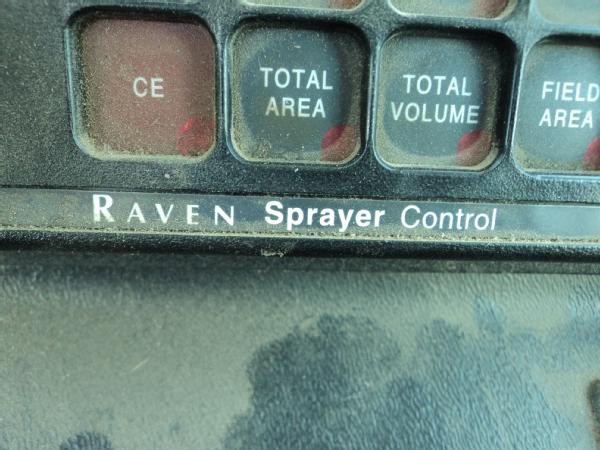 CE
TOTAL
AREA
TOTAL
VOLUME
FIELD
AREA
RAVEN Sprayer Control